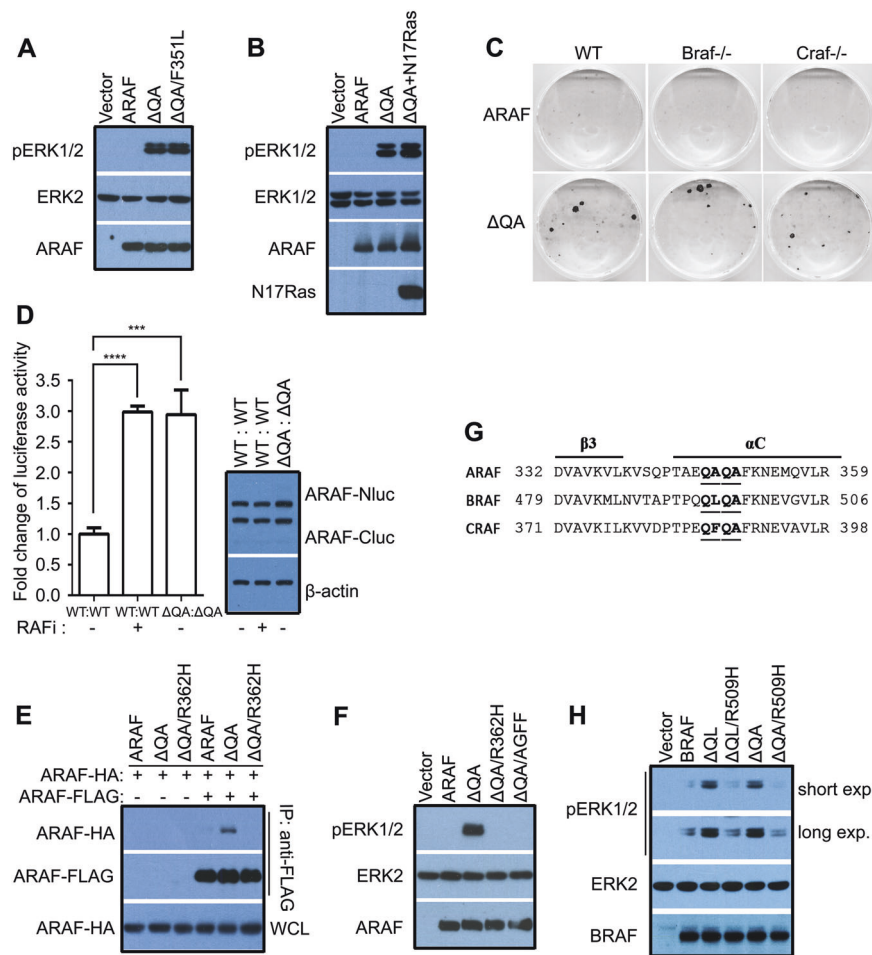 A
Vector
ARAF
ΔQA
ΔQA/F351L
pERK1/2
ERK2
ARAF
B
Vector
ARAF
ΔQA
ΔQA+N17Ras
pERK1/2
ERK1/2
ARAF
N17Ras
C
WT Braf-/- Craf-/-
ARAF
ΔQA
D
Fold change of luciferase activity
***
****
3.5
3.0
2.5
2.0
1.5
1.0
0.5
0.0
WT:WT WT:WT ΔQA:ΔQA
RAFi : - + -
WT : WT
WT : WT
ΔQA : ΔQA
ARAF-Nluc
ARAF-Cluc
β-actin
- + -
G
β3 αC
ARAF 332 DVAVKVLKVSQPTAEQAQAFKNEMQVLR 359
BRAF 479 DVAVKMLNVTAPTPQQLQAFKNEVGVLR 506
CRAF 371 DVAVKILKVVDPTPEQFQAFRNEVAVLR 398
E
ARAF
ΔQA
ΔQA/R362H
ARAF
ΔQA
ΔQA/R362H
ARAF-HA: + + + + + +
ARAF-FLAG: - - - + + +
ARAF-HA
ARAF-FLAG
IP: anti-FLAG
ARAF-HA WCL
F
Vector
ARAF
ΔQA
ΔQA/R362H
ΔQA/AGFF
pERK1/2
ERK2
ARAF
H
Vector
BRAF
ΔQL
ΔQL/R509H
ΔQA
ΔQA/R509H
pERK1/2
short exp
long exp.
ERK2
BRAF